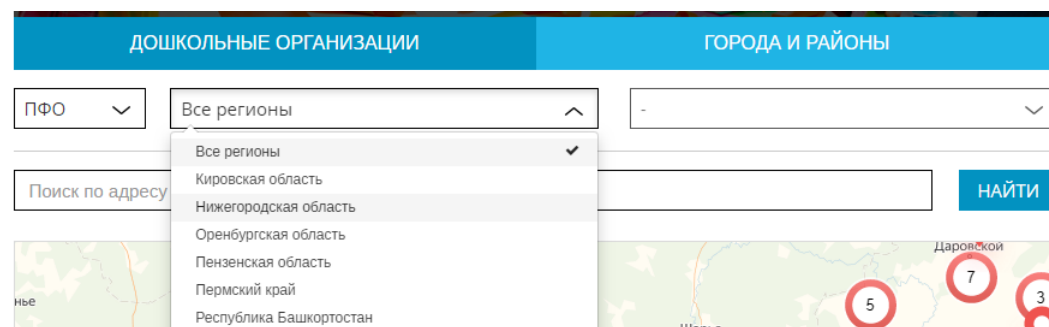 ДОШКОЛЬНЫЕ ОРГАНИЗАЦИИ
ГОРОДА И РАЙОНЫ
ПФО
Все регионы
-
Все регионы
Кировская область
Нижегородская область
Оренбургская область
Пензенская область
Пермский край
Республика Башкортостан
Поиск по адресу
НАЙТИ
Даровской
7
3
5
нье